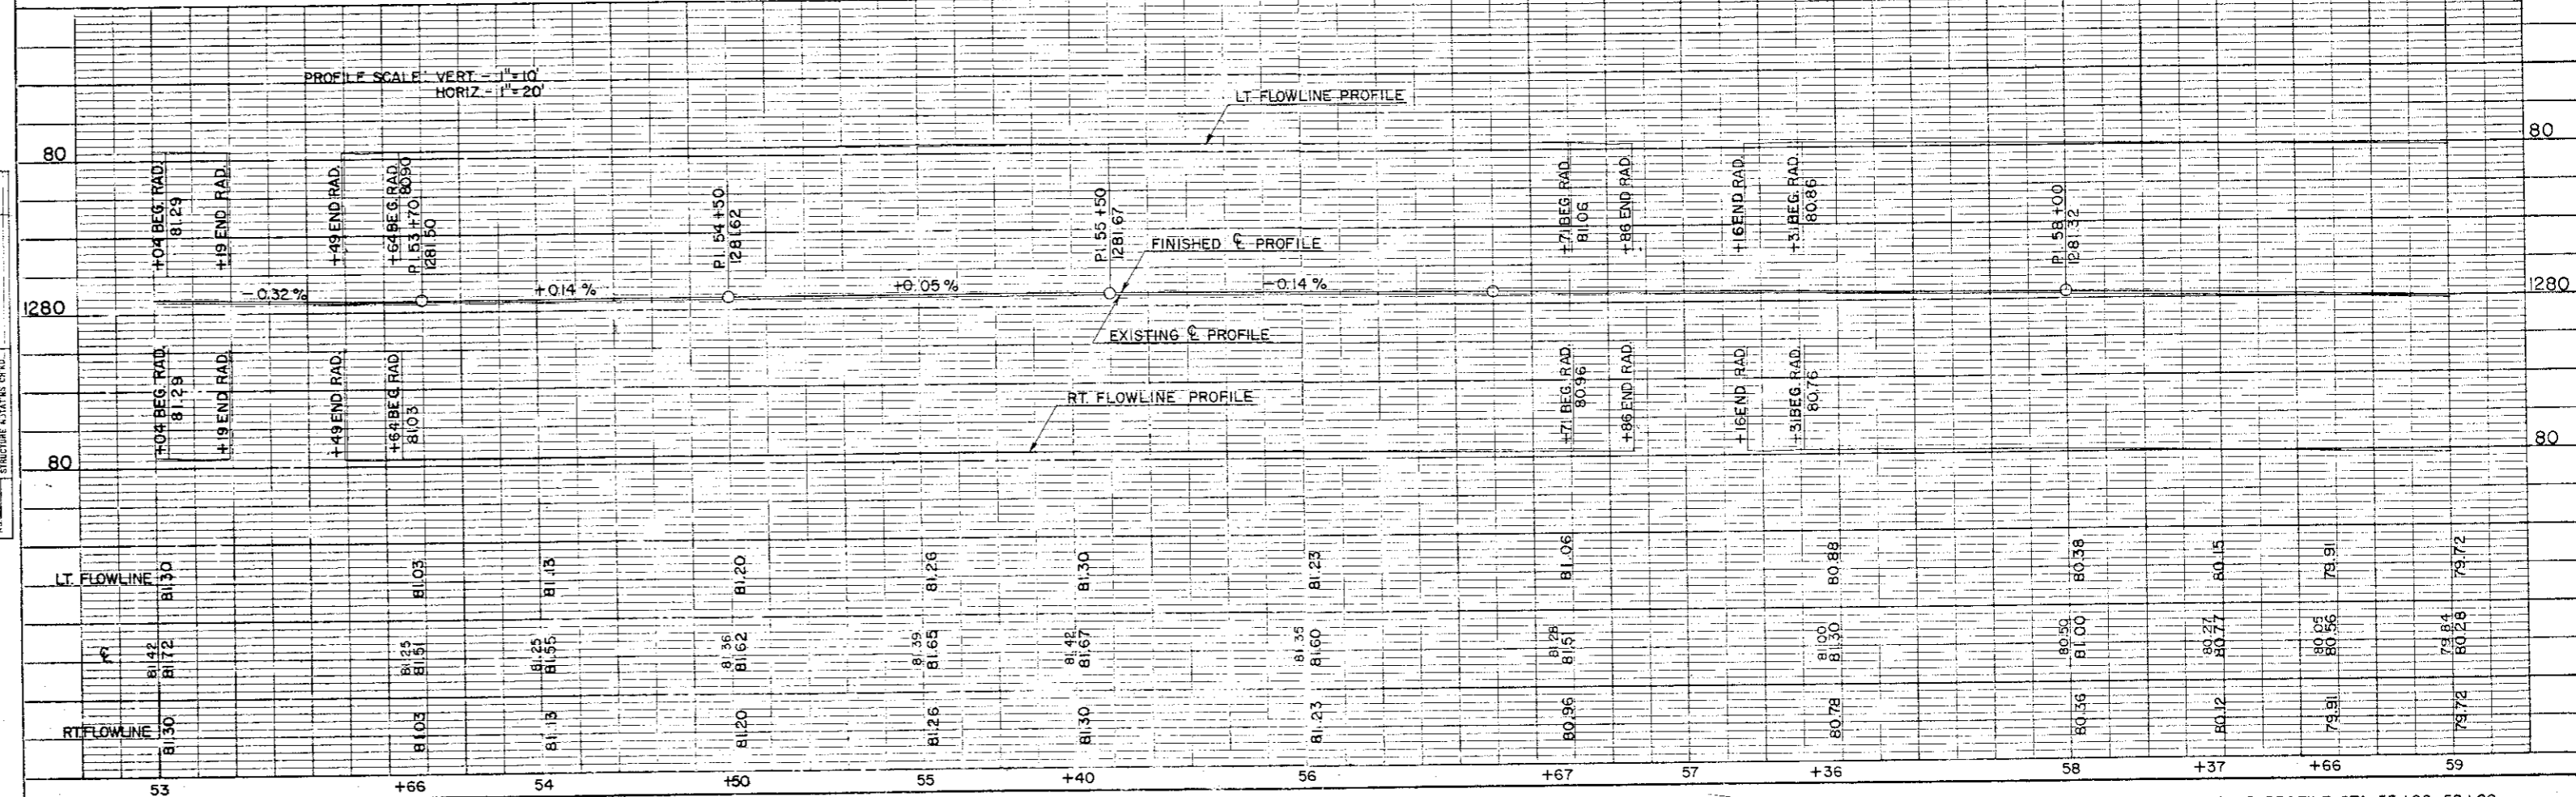 PROFILE SCALE: VERT. - 1"=10'
HORIZ. - 1"=20'
LT. FLOWLINE PROFILE
80
80
+04 BEG. RAD.
81.29
+19 END RAD.
+49 END RAD.
+64 BEG. RAD.
80.90
P.I. 53+70
1281.50
P.I. 54+50
1281.62
P.I. 55+50
1281.67
+71 BEG. RAD.
81.06
+86 END RAD.
+16 END RAD.
+31 BEG. RAD.
80.86
P.I. 58+00
1281.32
FINISHED ℄ PROFILE
-0.32%
+0.14%
+0.05%
-0.14%
1280
1280
EXISTING ℄ PROFILE
+04 BEG. RAD.
81.29
+19 END RAD.
+49 END RAD.
+64 BEG. RAD.
81.03
+71 BEG. RAD.
80.96
+86 END RAD.
+16 END RAD.
+31 BEG. RAD.
80.76
RT. FLOWLINE PROFILE
80
80
LT. FLOWLINE 81.30 81.03 81.13 81.20 81.26 81.30 81.23 81.06 80.88 80.38 80.15 79.91 79.72
℄ 81.42 81.25 81.25 81.36 81.39 81.42 81.35 81.28 81.00 80.50 80.27 80.05 79.84
81.72 81.51 81.55 81.62 81.65 81.67 81.60 81.51 81.30 81.00 80.77 80.56 80.28
RT. FLOWLINE 81.30 81.03 81.13 81.20 81.26 81.30 81.23 80.96 80.78 80.36 80.12 79.91 79.72
53 +66 54 +50 55 +40 56 +67 57 +36 58 +37 +66 59